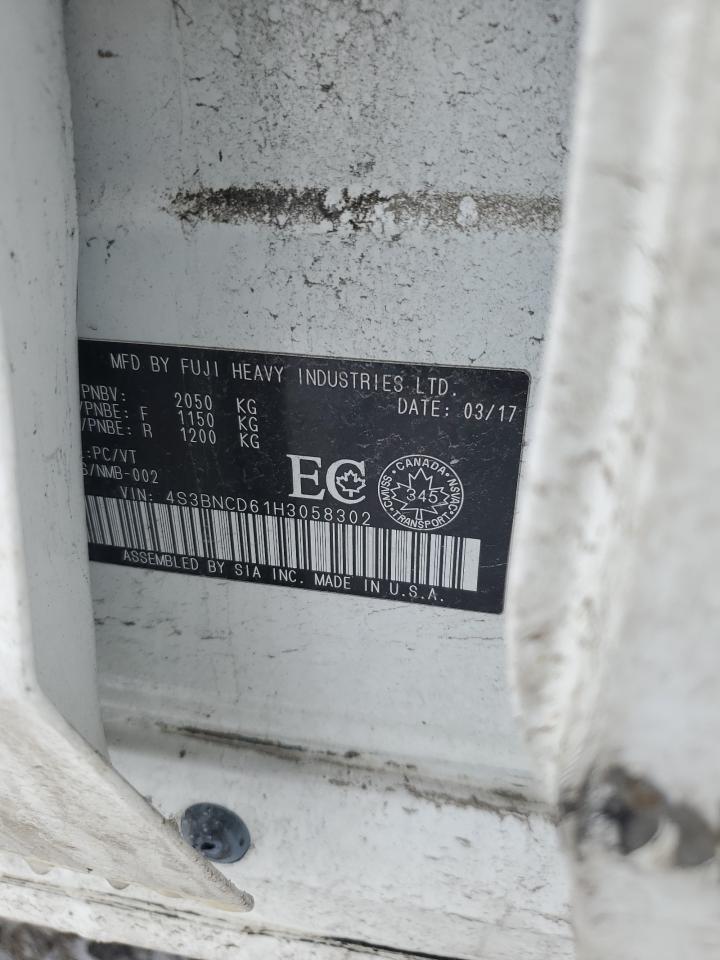 MFD BY FUJI HEAVY INDUSTRIES LTD.
PNBV: 2050 KG DATE: 03/17
/PNBE: F 1150 KG
/PNBE: R 1200 KG
:PC/VT
S/NMB-002
EC
CANADA
CMVSS 345 NSVAC
TRANSPORT
VIN: 4S3BNCD61H3058302
ASSEMBLED BY SIA INC. MADE IN U.S.A.